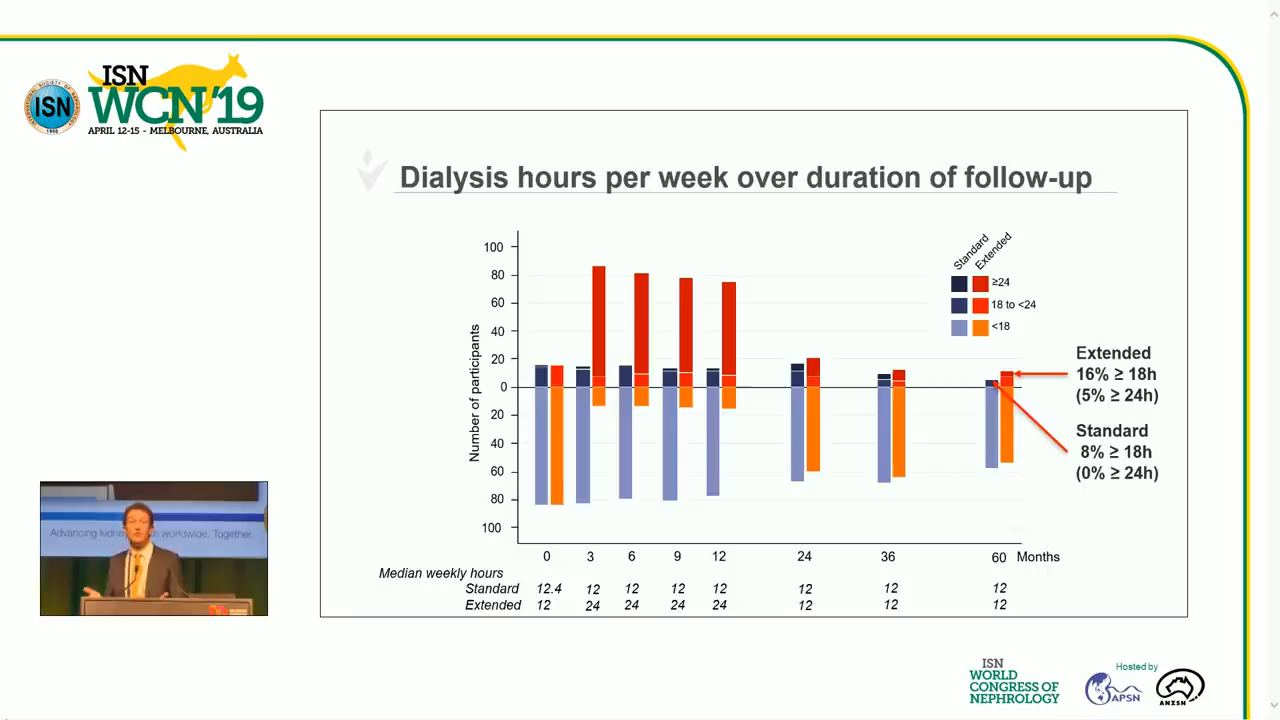 ISN
WCN'19
APRIL 12-15 - MELBOURNE, AUSTRALIA
ISN
Dialysis hours per week over duration of follow-up
Number of participants
100
80
60
40
20
0
20
40
60
80
100
Standard
Extended
≥24
18 to <24
<18
Extended
16% ≥ 18h
(5% ≥ 24h)
Standard
8% ≥ 18h
(0% ≥ 24h)
0 3 6 9 12 24 36 60 Months
Median weekly hours
Standard 12.4 12 12 12 12 12 12 12
Extended 12 24 24 24 24 12 12 12
Advancing kidney worldwide. Together.
ISN
WORLD
CONGRESS OF
NEPHROLOGY
Hosted by
APSN
ANZSN